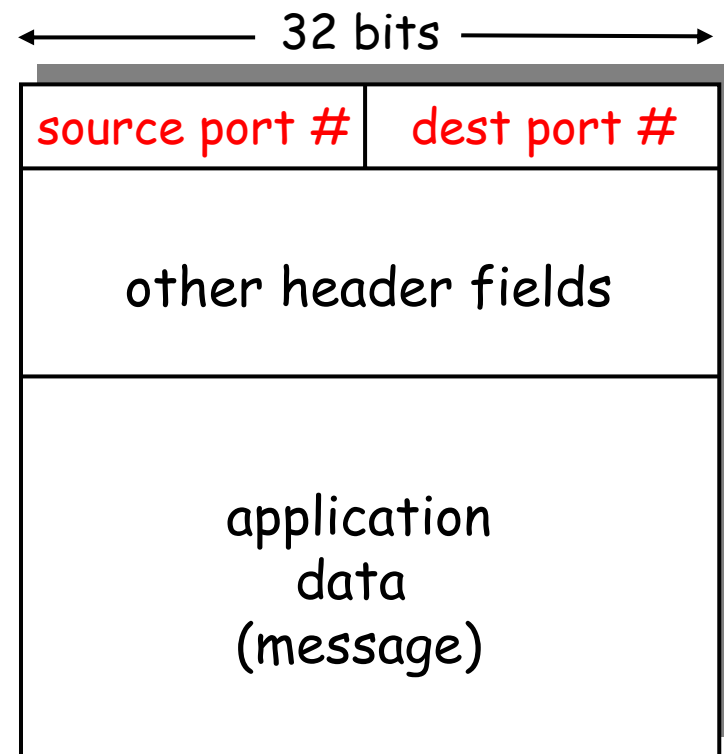 32 bits
source port # dest port #
other header fields
application
data
(message)